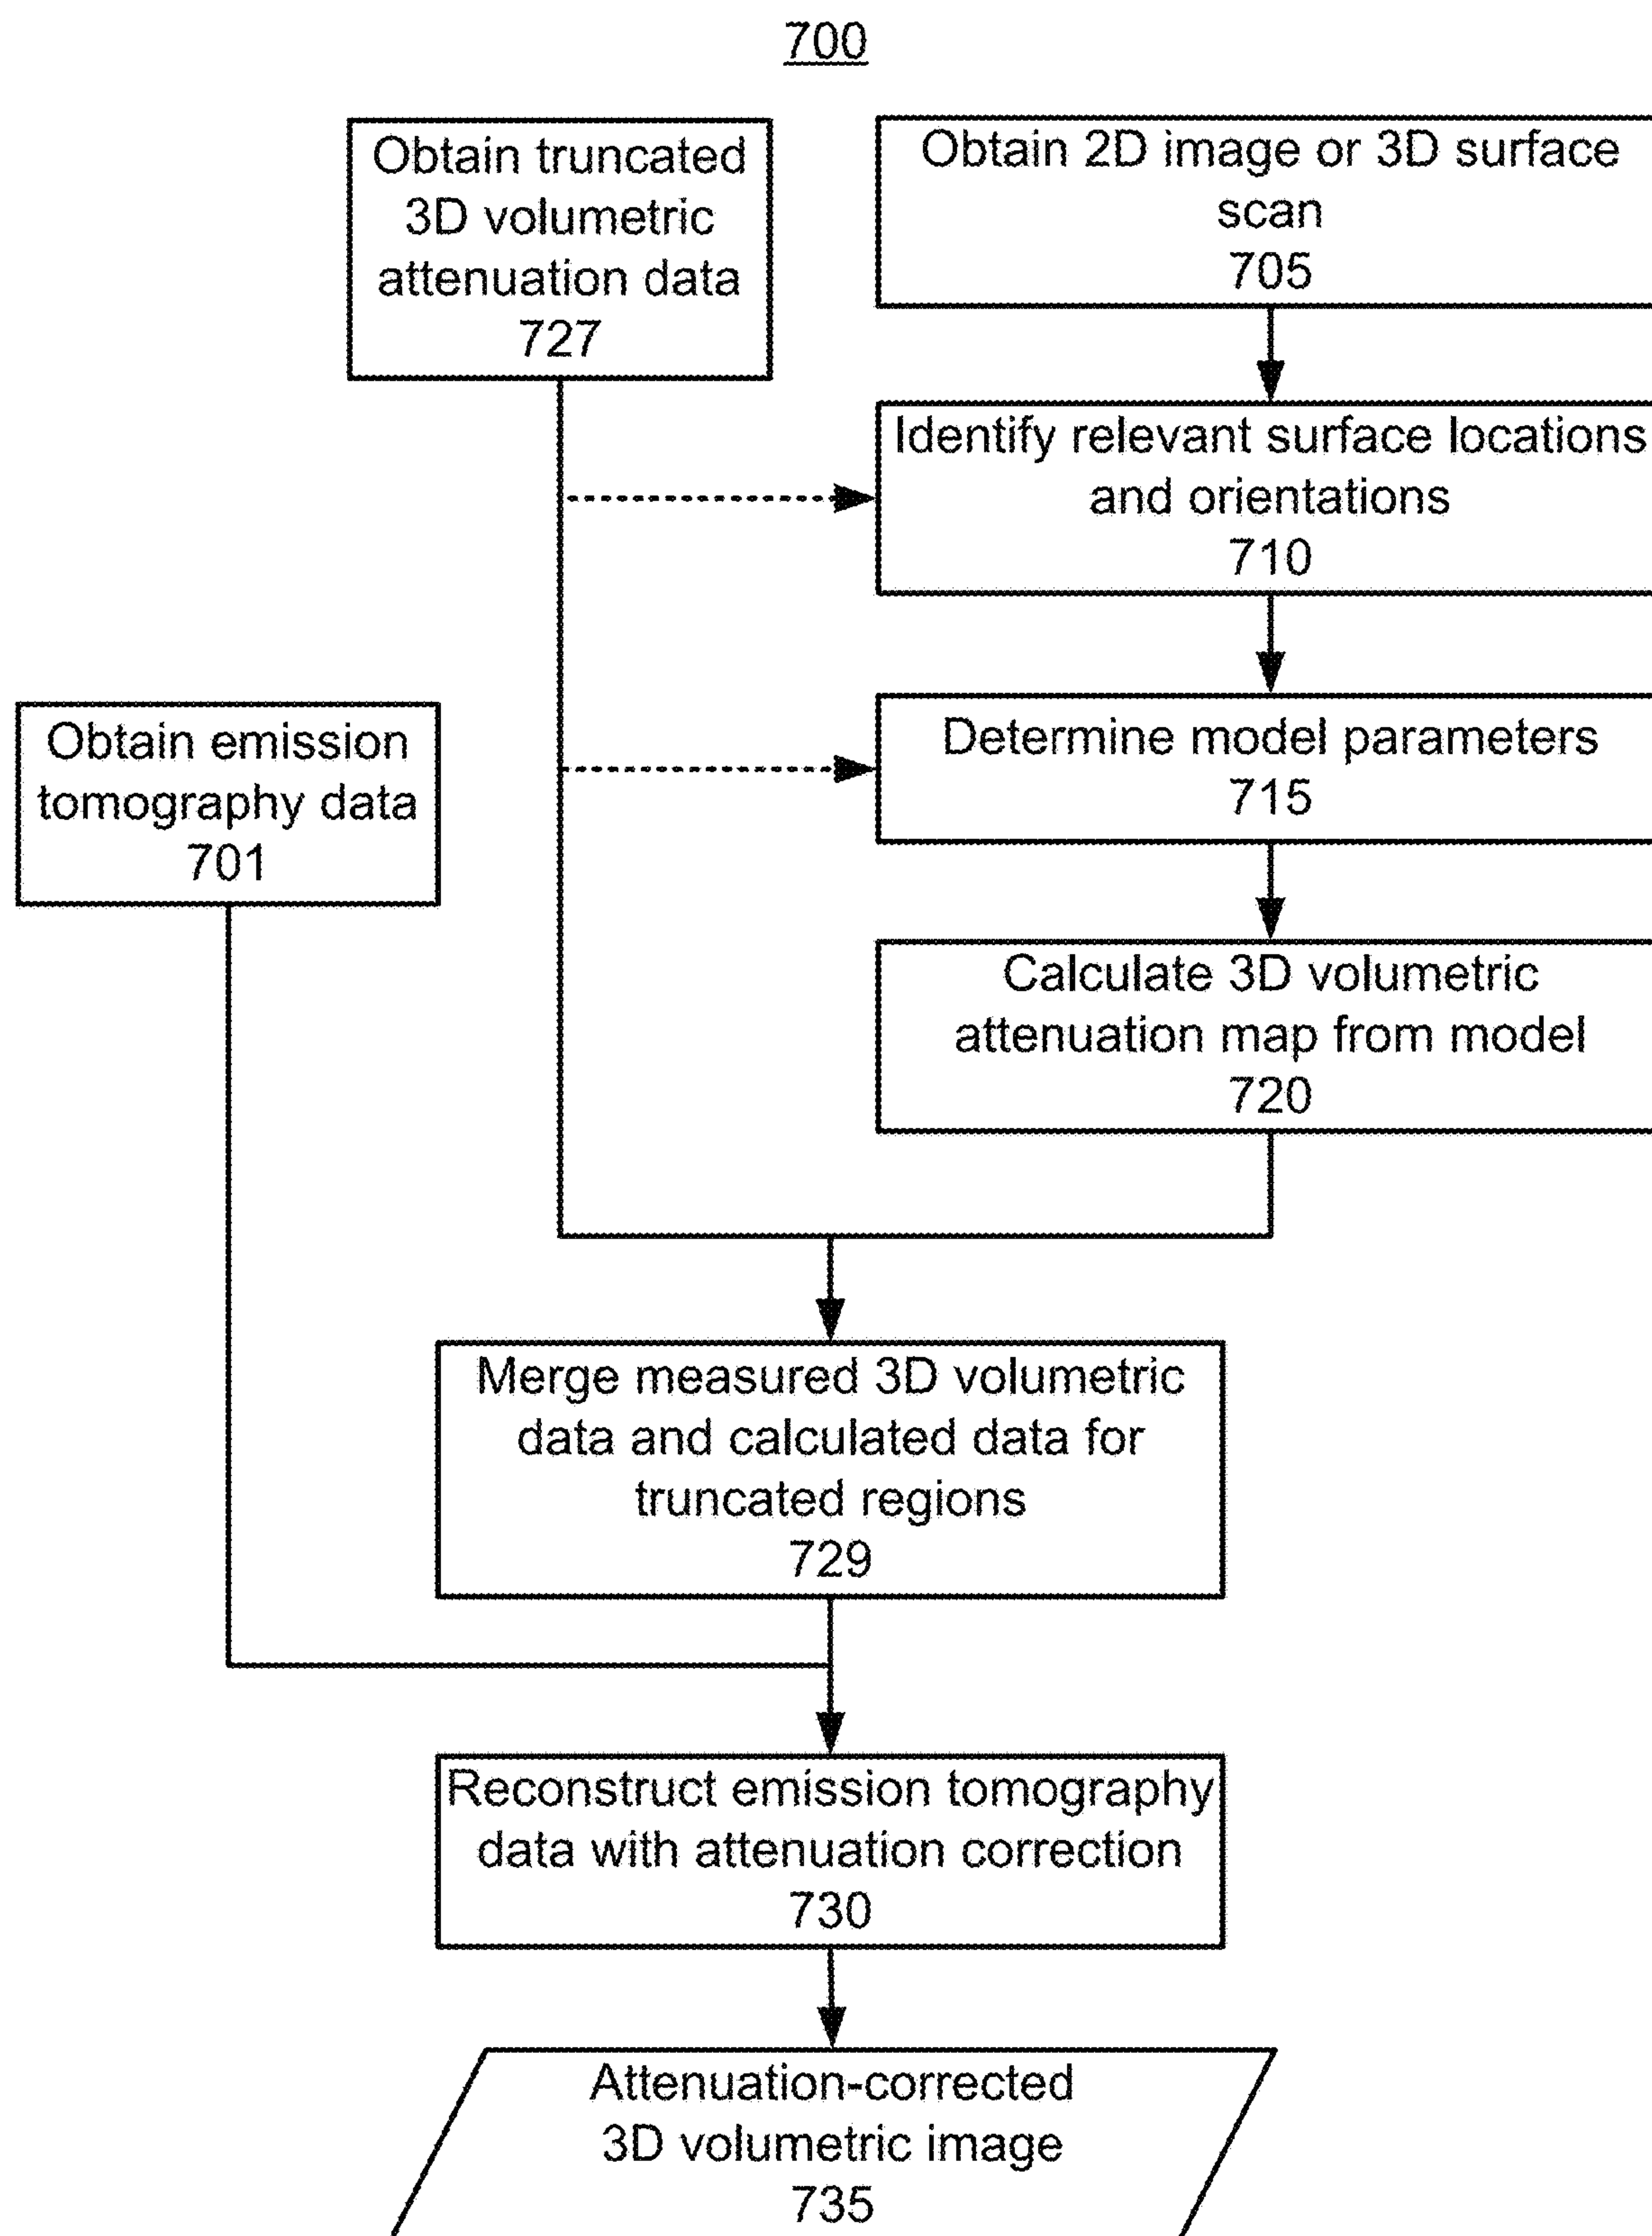 700
Obtain truncated
3D volumetric
attenuation data
727
Obtain 2D image or 3D surface
scan
705
Identify relevant surface locations
and orientations
710
Obtain emission
tomography data
701
Determine model parameters
715
Calculate 3D volumetric
attenuation map from model
720
Merge measured 3D volumetric
data and calculated data for
truncated regions
729
Reconstruct emission tomography
data with attenuation correction
730
Attenuation-corrected
3D volumetric image
735